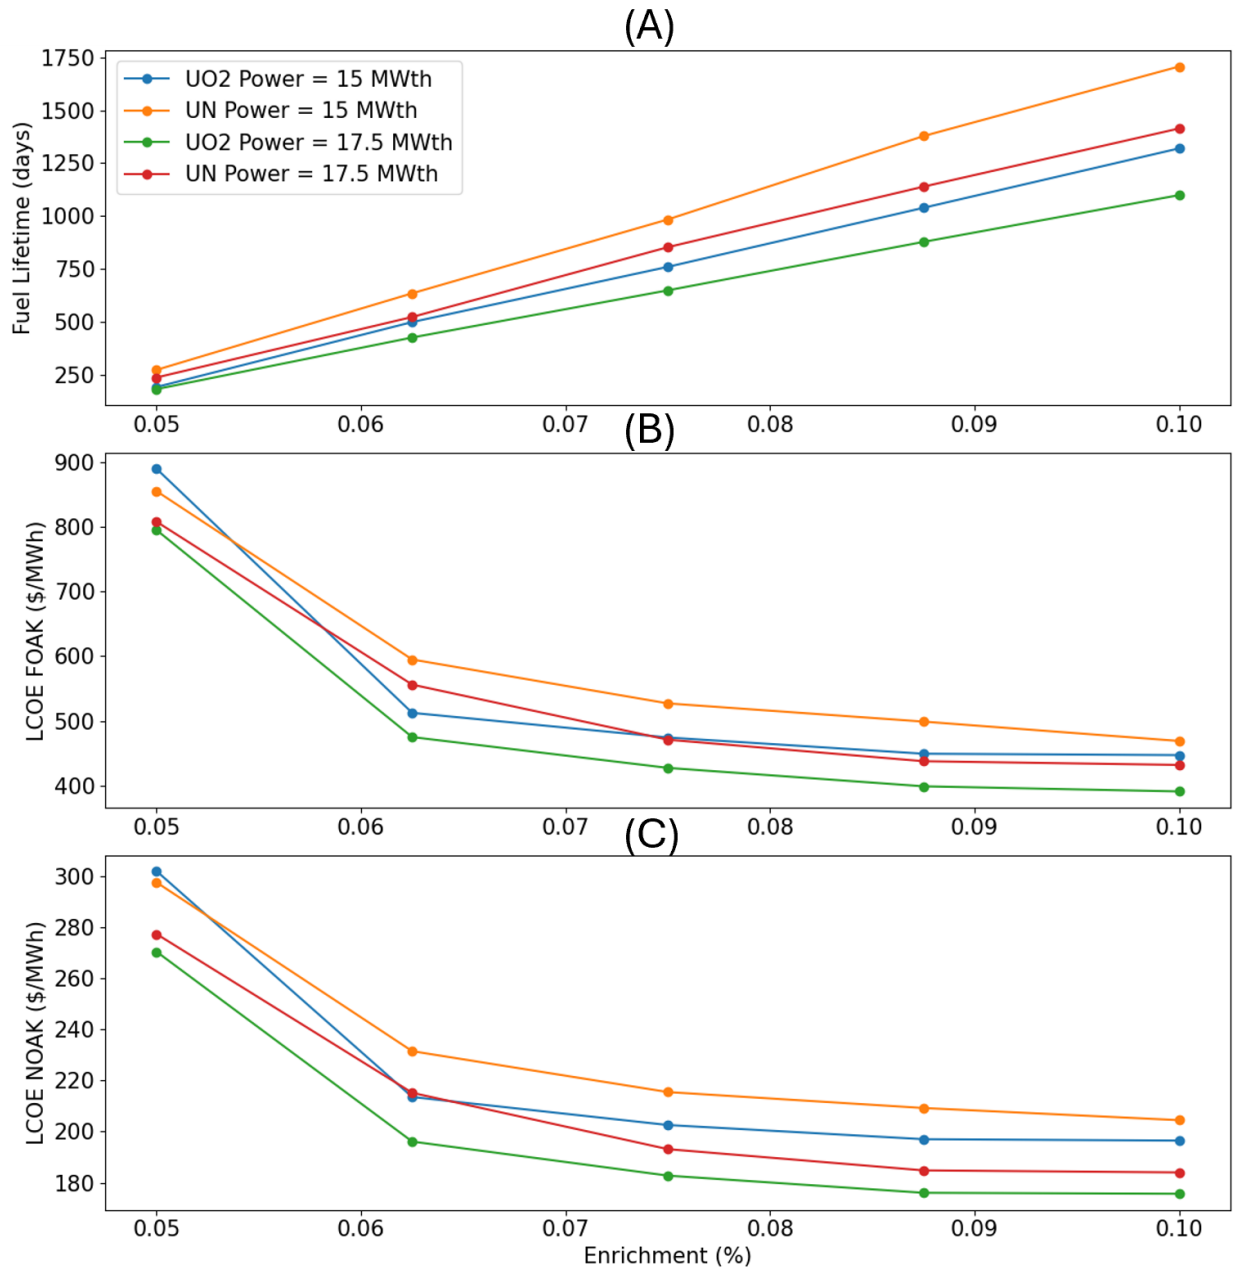 (A)
1750
1500
1250
1000
750
500
250
Fuel Lifetime (days)
UO2 Power = 15 MWth
UN Power = 15 MWth
UO2 Power = 17.5 MWth
UN Power = 17.5 MWth
0.05 0.06 0.07 0.08 0.09 0.10
(B)
900
800
700
600
500
400
LCOE FOAK ($/MWh)
0.05 0.06 0.07 0.08 0.09 0.10
(C)
300
280
260
240
220
200
180
LCOE NOAK ($/MWh)
0.05 0.06 0.07 0.08 0.09 0.10
Enrichment (%)